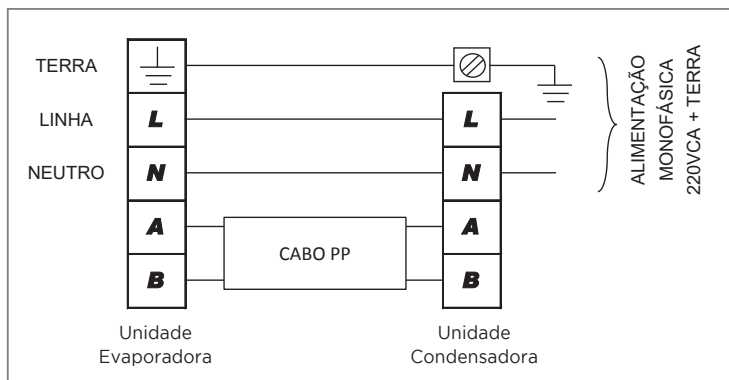 TERRA
LINHA
NEUTRO
L
N
A
B
CABO PP
L
N
A
B
ALIMENTAÇÃO
MONOFÁSICA
220VCA + TERRA
Unidade
Evaporadora
Unidade
Condensadora